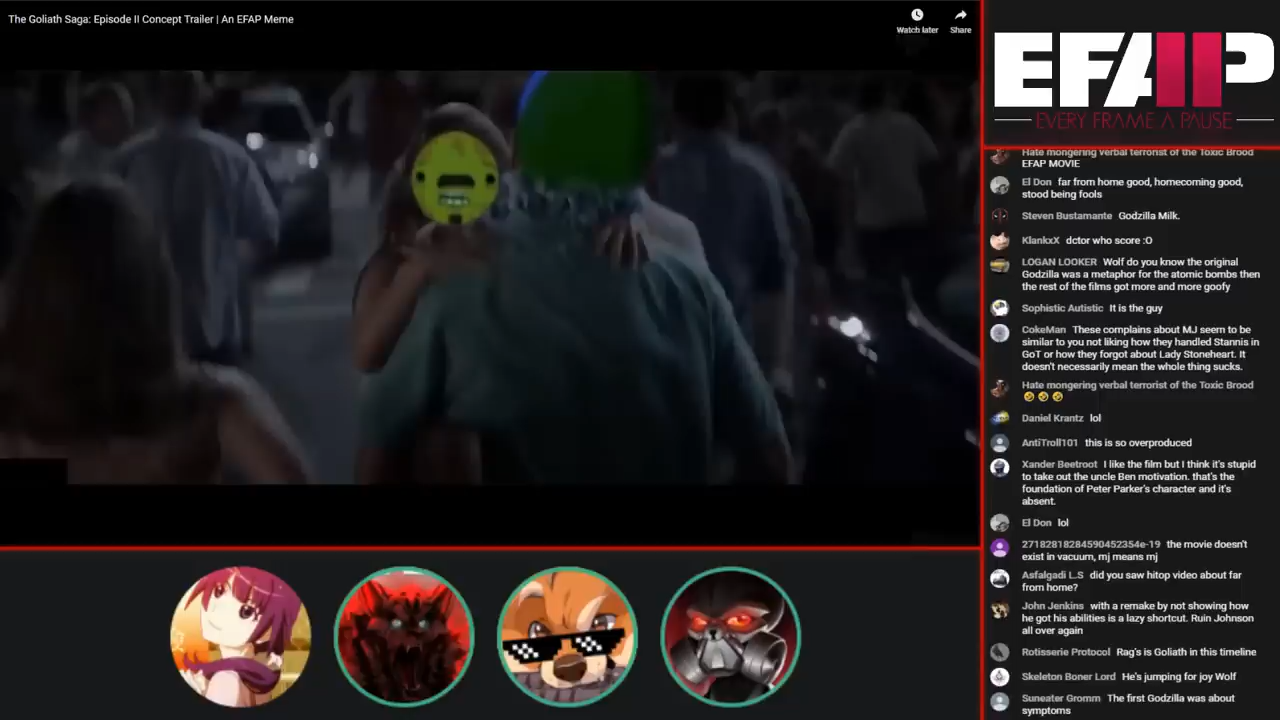 The Goliath Saga: Episode II Concept Trailer | An EFAP Meme
Watch later
Share
EFAP
EVERY FRAME A PAUSE
Hate mongering verbal terrorist of the Toxic Brood
EFAP MOVIE
El Don far from home good, homecoming good,
stood being fools
Steven Bustamante Godzilla Milk.
KlankxX dctor who score :O
LOGAN LOOKER Wolf do you know the original
Godzilla was a metaphor for the atomic bombs then
the rest of the films got more and more goofy
Sophistic Autistic It is the guy
CokeMan These complains about MJ seem to be
similar to you not liking how they handled Stannis in
GoT or how they forgot about Lady Stoneheart. It
doesn't necessarily mean the whole thing sucks.
Hate mongering verbal terrorist of the Toxic Brood
🤣 🤣 🤣
Daniel Krantz lol
AntiTroll101 this is so overproduced
Xander Beetroot I like the film but I think it's stupid
to take out the uncle Ben motivation. that's the
foundation of Peter Parker's character and it's
absent.
El Don lol
2718281828459045​2354e-19 the movie doesn't
exist in vacuum, mj means mj
Asfalgadi L.S did you saw hitop video about far
from home?
John Jenkins with a remake by not showing how
he got his abilities is a lazy shortcut. Ruin Johnson
all over again
Rotisserie Protocol Rag's is Goliath in this timeline
Skeleton Boner Lord He's jumping for joy Wolf
Suneater Gromm The first Godzilla was about
symptoms